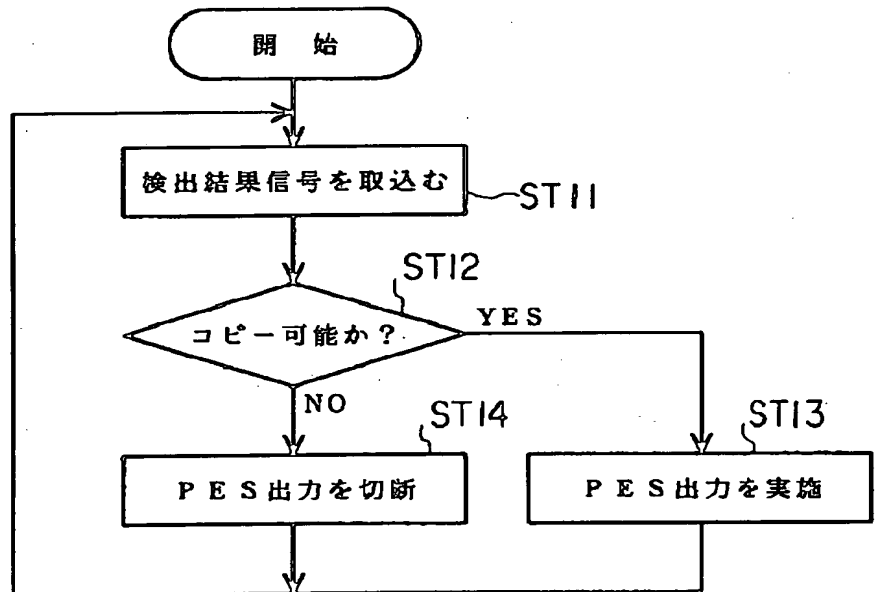 開始
検出結果信号を取込む
ST11
ST12
コピー可能か?
YES
NO
ST14
ST13
PES出力を切断
PES出力を実施